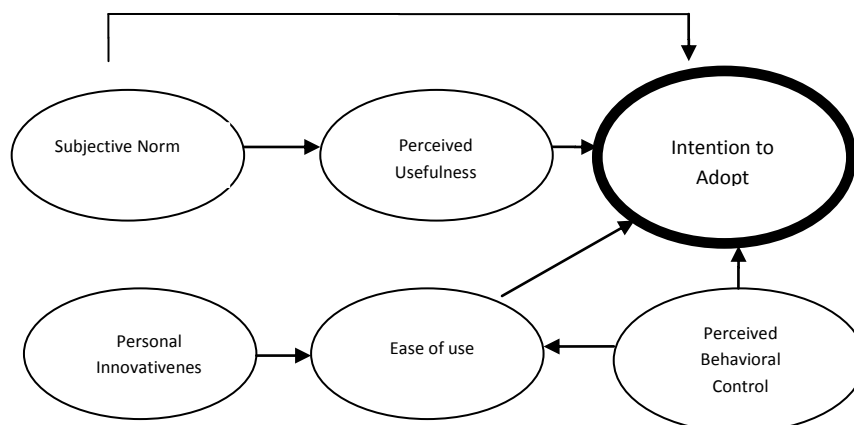 Subjective Norm
Perceived
Usefulness
Intention to
Adopt
Personal
Innovativenes
Ease of use
Perceived
Behavioral
Control